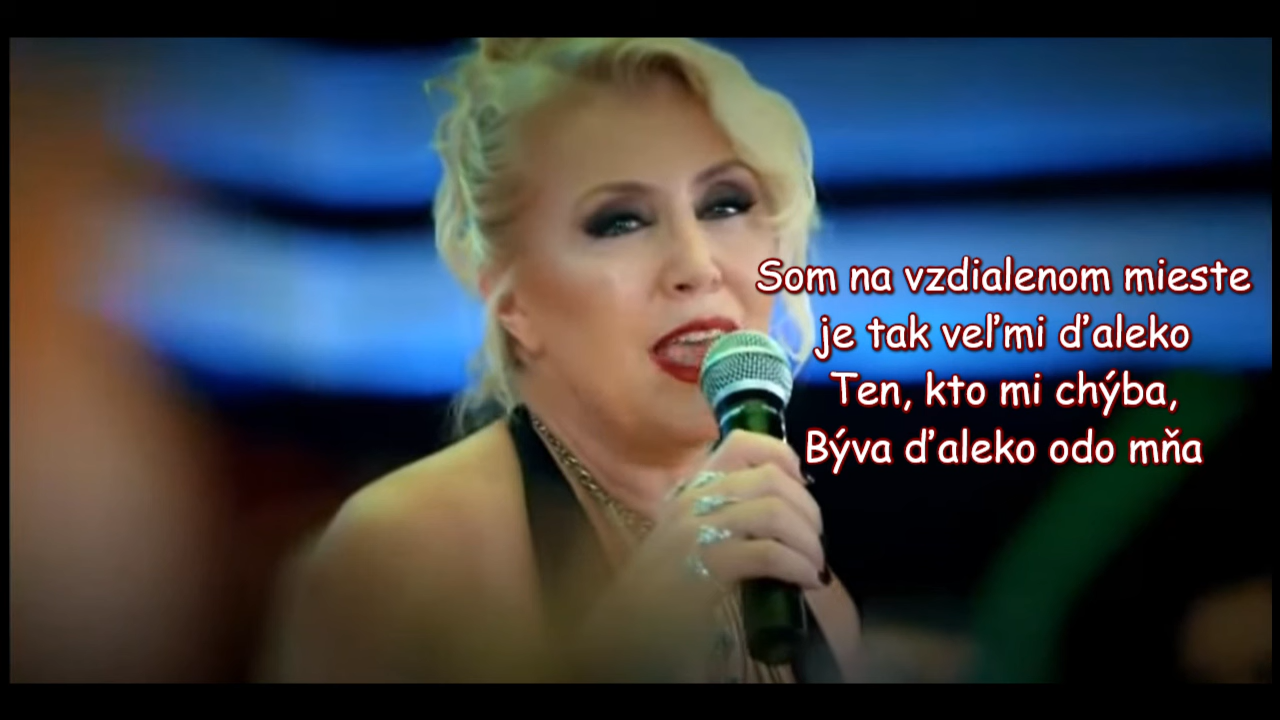 Som na vzdialenom mieste
je tak veľmi ďaleko
Ten, kto mi chýba,
Býva ďaleko odo mňa